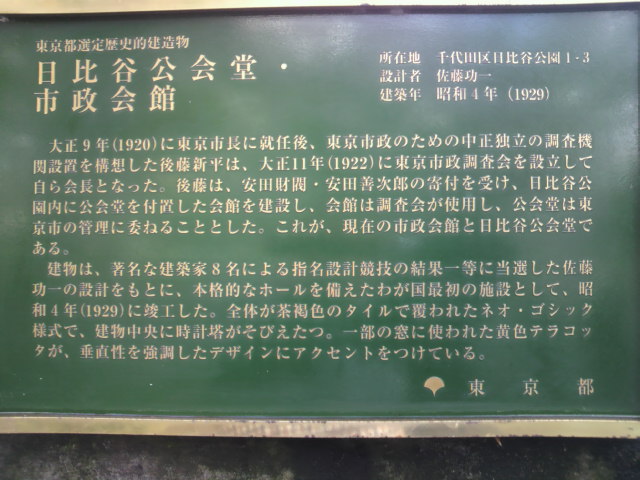 東京都選定歴史的建造物
日比谷公会堂・
市政会館
所在地 千代田区日比谷公園1-3
設計者 佐藤功一
建築年 昭和4年(1929)
大正9年(1920)に東京市長に就任後、東京市政のための中正独立の調査機
関設置を構想した後藤新平は、大正11年(1922)に東京市政調査会を設立して
自ら会長となった。後藤は、安田財閥・安田善次郎の寄付を受け、日比谷公
園内に公会堂を付置した会館を建設し、会館は調査会が使用し、公会堂は東
京市の管理に委ねることとした。これが、現在の市政会館と日比谷公会堂で
ある。
建物は、著名な建築家8名による指名設計競技の結果一等に当選した佐藤
功一の設計をもとに、本格的なホールを備えたわが国最初の施設として、昭
和4年(1929)に竣工した。全体が茶褐色のタイルで覆われたネオ・ゴシック
様式で、建物中央に時計塔がそびえたつ。一部の窓に使われた黄色テラコッ
タが、垂直性を強調したデザインにアクセントをつけている。
東京都